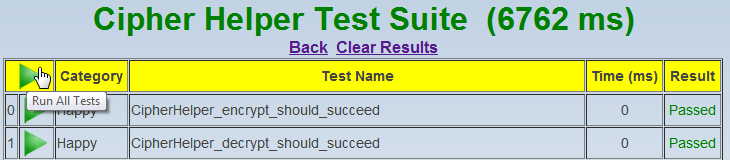 Cipher Helper Test Suite (6762 ms)
Back Clear Results
Category Test Name Time (ms) Result
Run All Tests
0 Happy CipherHelper_encrypt_should_succeed 0 Passed
1 Happy CipherHelper_decrypt_should_succeed 0 Passed